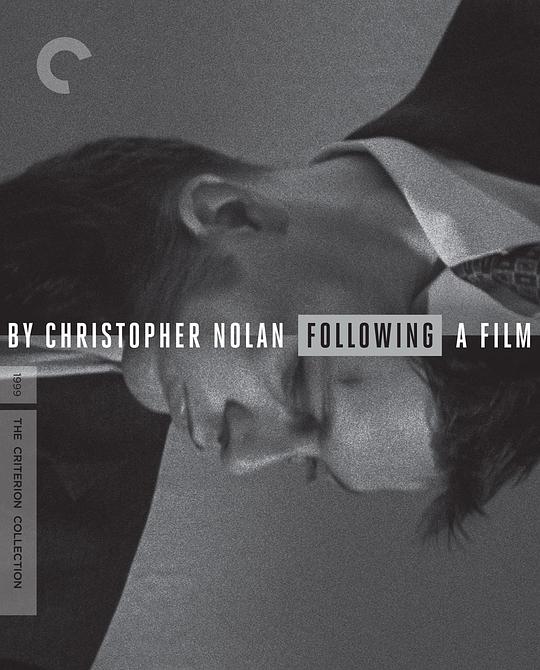 BY CHRISTOPHER NOLAN FOLLOWING A FILM
1999
THE CRITERION COLLECTION